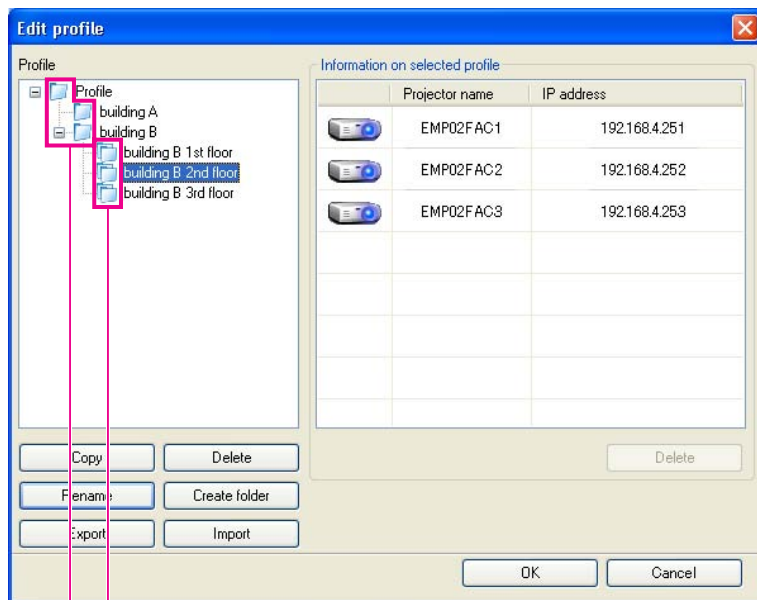 Edit profile
Profile
Information on selected profile
Profile
building A
building B
building B 1st floor
building B 2nd floor
building B 3rd floor
Projector name IP address
EMP02FAC1 192.168.4.251
EMP02FAC2 192.168.4.252
EMP02FAC3 192.168.4.253
Copy Delete
Rename Create folder
Export Import
Delete
OK Cancel